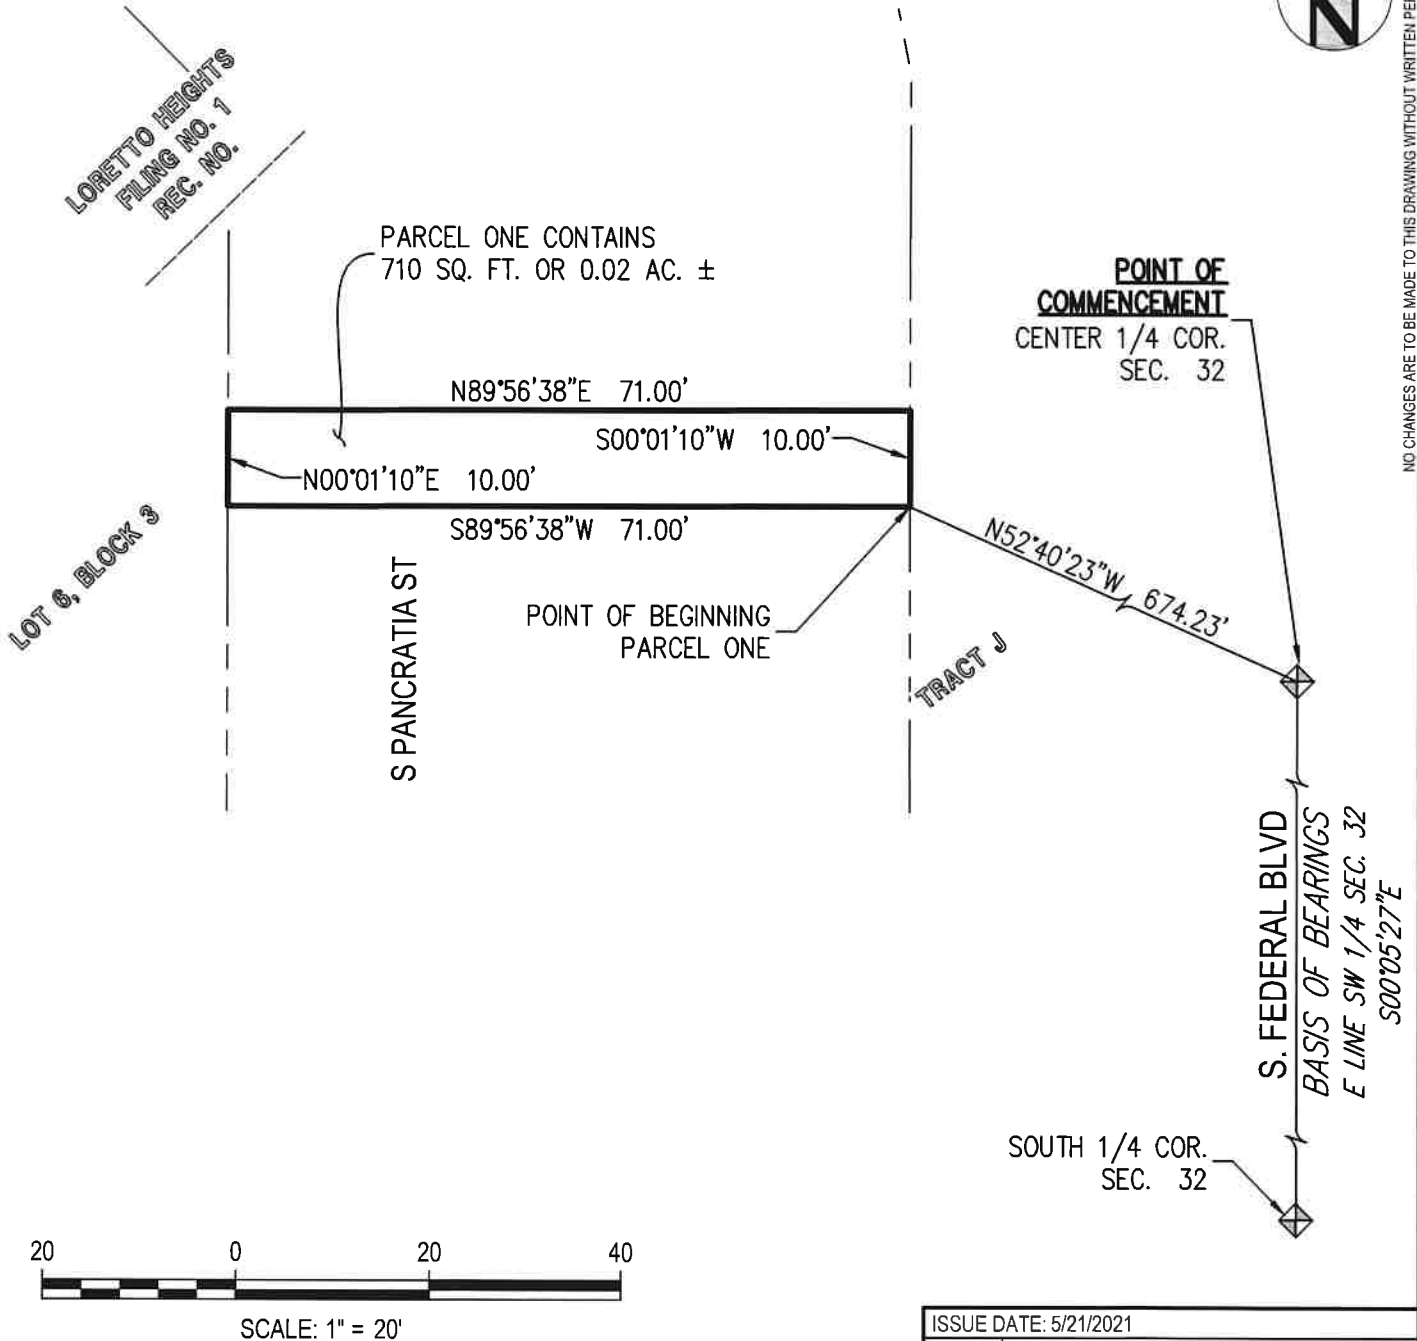 N
NO CHANGES ARE TO BE MADE TO THIS DRAWING WITHOUT WRITTEN
LORETTO HEIGHTS
FILING NO. 1
REC. NO.
PARCEL ONE CONTAINS
710 SQ. FT. OR 0.02 AC. ±
POINT OF
COMMENCEMENT
CENTER 1/4 COR.
SEC. 32
N89°56'38"E 71.00'
S00°01'10"W 10.00'
N00°01'10"E 10.00'
S89°56'38"W 71.00'
LOT 6, BLOCK 3
S PANCRATIA ST
POINT OF BEGINNING
PARCEL ONE
N52°40'23"W 674.23'
TRACT J
S. FEDERAL BLVD
BASIS OF BEARINGS
E LINE SW 1/4 SEC. 32
S00°05'27"E
SOUTH 1/4 COR.
SEC. 32
20 0 20 40
SCALE: 1" = 20'
ISSUE DATE: 5/21/2021